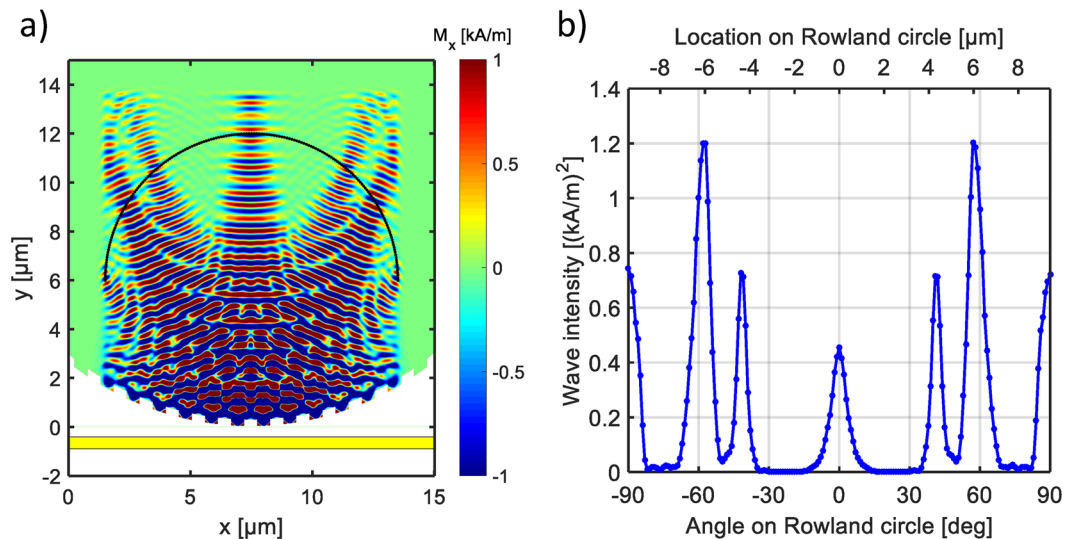 a)
M_x [kA/m]
y [µm]
14
12
10
8
6
4
2
0
-2
0
5
10
15
x [µm]
1
0.5
0
-0.5
-1
b)
Location on Rowland circle [µm]
-8 -6 -4 -2 0 2 4 6 8
Wave intensity [(kA/m)²]
1.4
1.2
1
0.8
0.6
0.4
0.2
0
-90 -60 -30 0 30 60 90
Angle on Rowland circle [deg]